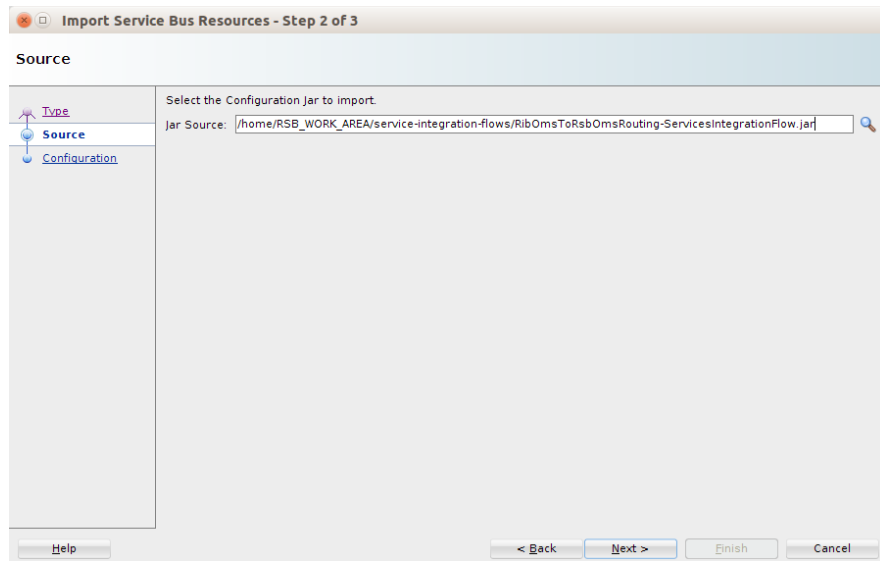 Import Service Bus Resources - Step 2 of 3
Source
Type
Source
Configuration
Select the Configuration Jar to import.
Jar Source: /home/RSB_WORK_AREA/service-integration-flows/RibOmsToRsbOmsRouting-ServicesIntegrationFlow.jar
Help
< Back
Next >
Finish
Cancel